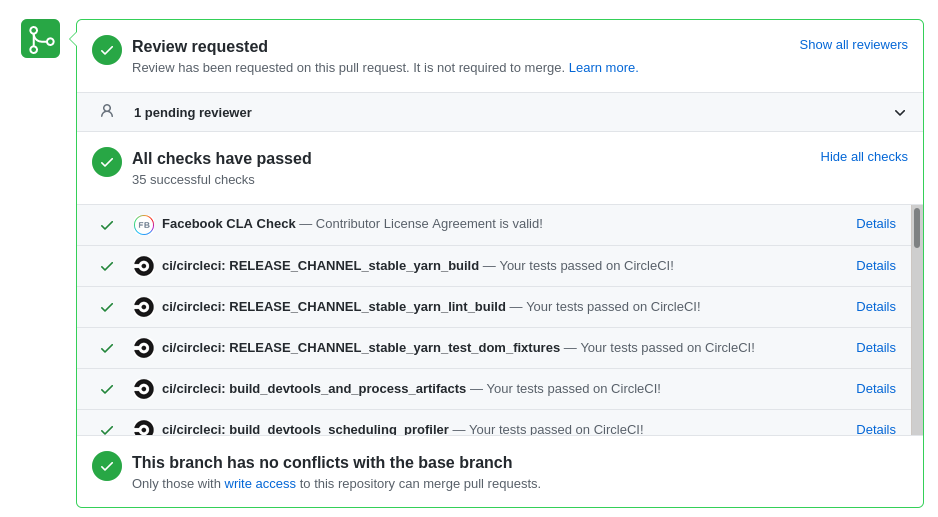 Review requested
Show all reviewers
Review has been requested on this pull request. It is not required to merge. Learn more.
1 pending reviewer
All checks have passed
Hide all checks
35 successful checks
FB Facebook CLA Check — Contributor License Agreement is valid! Details
ci/circleci: RELEASE_CHANNEL_stable_yarn_build — Your tests passed on CircleCI! Details
ci/circleci: RELEASE_CHANNEL_stable_yarn_lint_build — Your tests passed on CircleCI! Details
ci/circleci: RELEASE_CHANNEL_stable_yarn_test_dom_fixtures — Your tests passed on CircleCI! Details
ci/circleci: build_devtools_and_process_artifacts — Your tests passed on CircleCI! Details
ci/circleci: build_devtools_scheduling_profiler — Your tests passed on CircleCI! Details
This branch has no conflicts with the base branch
Only those with write access to this repository can merge pull requests.